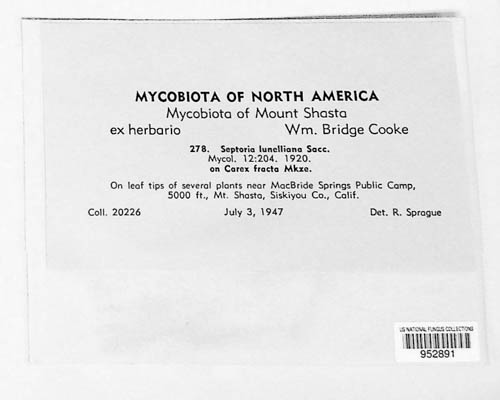 MYCOBIOTA OF NORTH AMERICA
Mycobiota of Mount Shasta
ex herbario Wm. Bridge Cooke
278. Septoria lunelliana Sacc.
Mycol. 12:204. 1920.
on Carex fracta Mkze.
On leaf tips of several plants near MacBride Springs Public Camp,
5000 ft., Mt. Shasta, Siskiyou Co., Calif.
Coll. 20226 July 3, 1947 Det. R. Sprague
US NATIONAL FUNGUS COLLECTIONS
952891